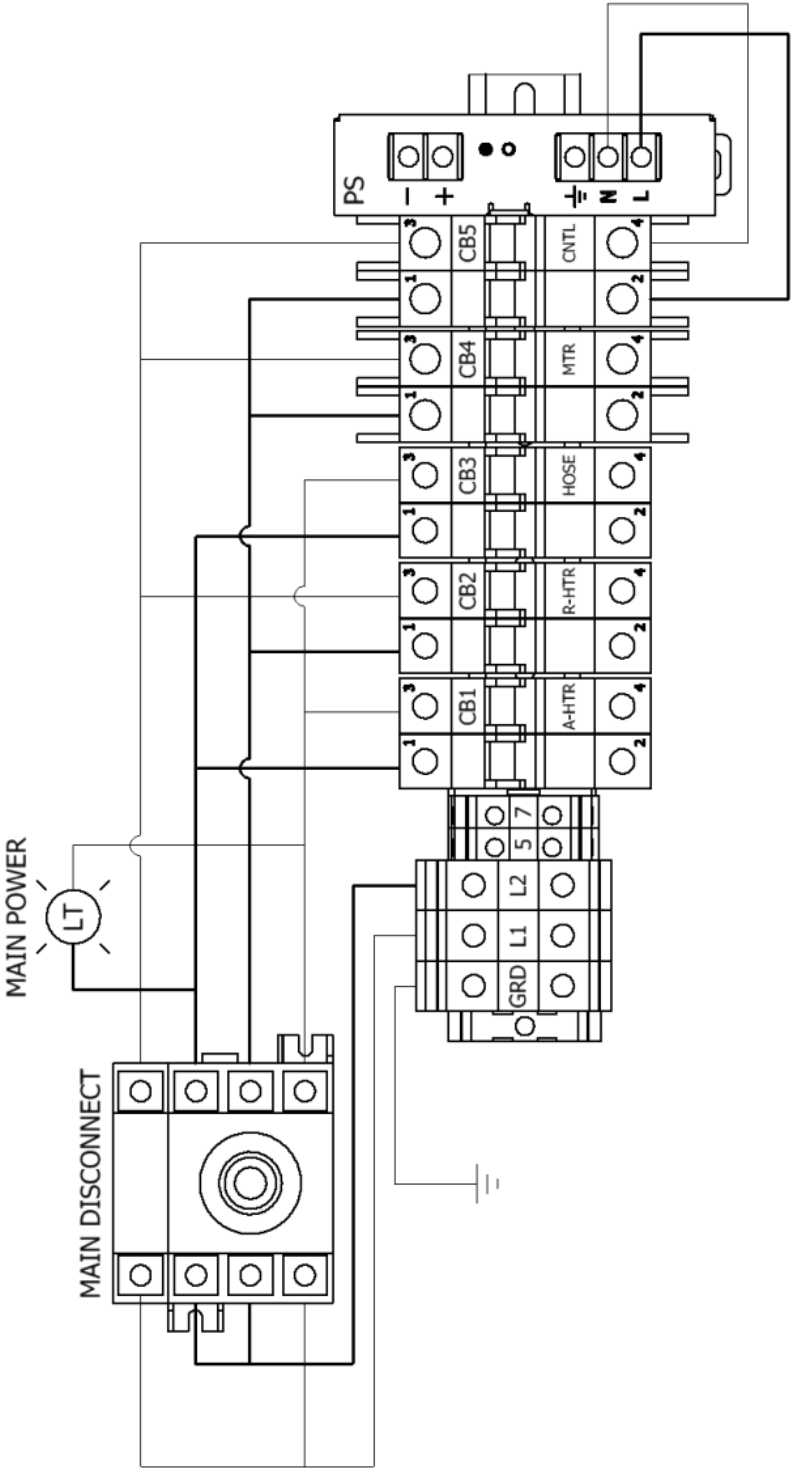 MAIN POWER
LT
MAIN DISCONNECT
PS
- +
N L
3 CB5 CNTL 4
1 2
3 CB4 MTR 4
1 2
3 CB3 HOSE 4
1 2
3 CB2 R-HTR 4
1 2
3 CB1 A-HTR 4
1 2
7
5
L2
L1
GRD